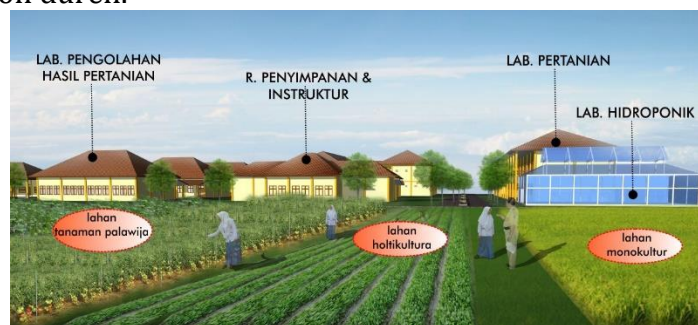 LAB. PENGOLAHAN
HASIL PERTANIAN
R. PENYIMPANAN &
INSTRUKTUR
LAB. PERTANIAN
LAB. HIDROPONIK
lahan
tanaman palawija
lahan
holtikultura
lahan
monokultur